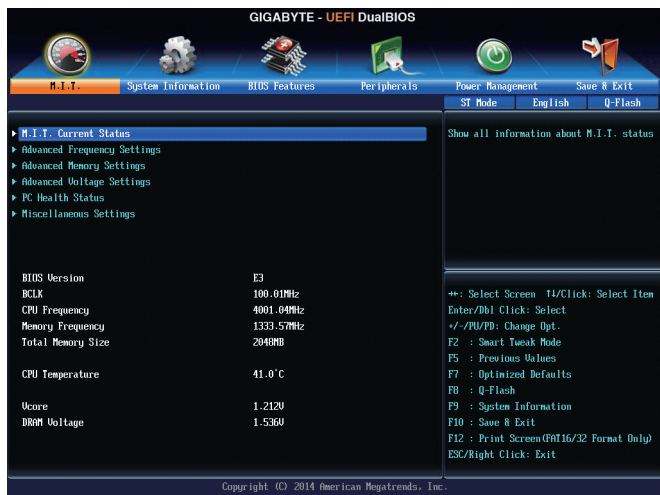 GIGABYTE - UEFI DualBIOS
M.I.T. System Information BIOS Features Peripherals Power Management Save & Exit
ST Mode English Q-Flash
M.I.T. Current Status
Advanced Frequency Settings
Advanced Memory Settings
Advanced Voltage Settings
PC Health Status
Miscellaneous Settings
Show all information about M.I.T. status
BIOS Version E3
BCLK 100.01MHz
CPU Frequency 4001.04MHz
Memory Frequency 1333.57MHz
Total Memory Size 2048MB
CPU Temperature 41.0°C
Vcore 1.212V
DRAM Voltage 1.536V
→←: Select Screen ↑↓/Click: Select Item
Enter/Dbl Click: Select
+/-/PU/PD: Change Opt.
F2 : Smart Tweak Mode
F5 : Previous Values
F7 : Optimized Defaults
F8 : Q-Flash
F9 : System Information
F10 : Save & Exit
F12 : Print Screen(FAT16/32 Format Only)
ESC/Right Click: Exit
Copyright (C) 2014 American Megatrends, Inc.